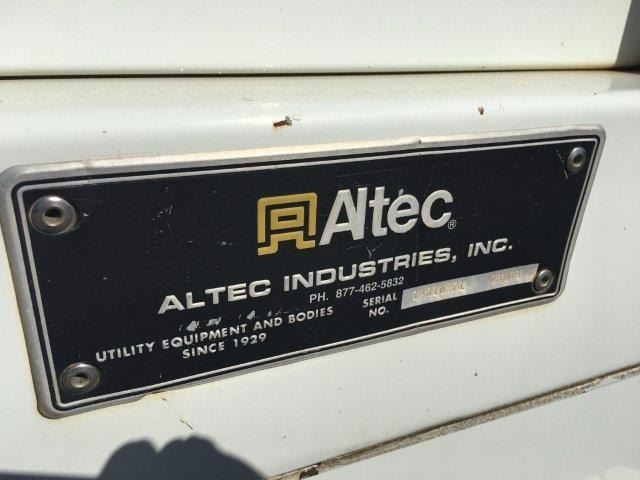 Altec®
ALTEC INDUSTRIES, INC.
PH. 877-462-5832
UTILITY EQUIPMENT AND BODIES
SINCE 1929
SERIAL
NO.